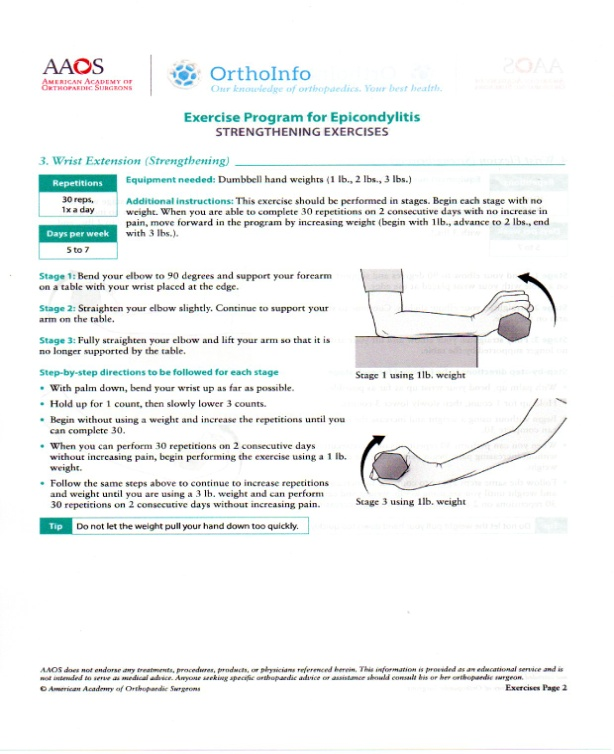 AAOS
AMERICAN ACADEMY OF
ORTHOPAEDIC SURGEONS
OrthoInfo
Our knowledge of orthopaedics. Your best health.
Exercise Program for Epicondylitis
STRENGTHENING EXERCISES
3. Wrist Extension (Strengthening)
Repetitions
30 reps,
1x a day
Days per week
5 to 7
Equipment needed: Dumbbell hand weights (1 lb., 2 lbs., 3 lbs.)
Additional instructions: This exercise should be performed in stages. Begin each stage with no
weight. When you are able to complete 30 repetitions on 2 consecutive days with no increase in
pain, move forward in the program by increasing weight (begin with 1lb., advance to 2 lbs., end
with 3 lbs.).
Stage 1: Bend your elbow to 90 degrees and support your forearm
on a table with your wrist placed at the edge.
Stage 2: Straighten your elbow slightly. Continue to support your
arm on the table.
Stage 3: Fully straighten your elbow and lift your arm so that it is
no longer supported by the table.
Step-by-step directions to be followed for each stage
• With palm down, bend your wrist up as far as possible.
• Hold up for 1 count, then slowly lower 3 counts.
• Begin without using a weight and increase the repetitions until you
can complete 30.
• When you can perform 30 repetitions on 2 consecutive days
without increasing pain, begin performing the exercise using a 1 lb.
weight.
• Follow the same steps above to continue to increase repetitions
and weight until you are using a 3 lb. weight and can perform
30 repetitions on 2 consecutive days without increasing pain.
Stage 1 using 1lb. weight
Stage 3 using 1lb. weight
Tip Do not let the weight pull your hand down too quickly.
AAOS does not endorse any treatments, procedures, products, or physicians referenced herein. This information is provided as an educational service and is
not intended to serve as medical advice. Anyone seeking specific orthopaedic advice or assistance should consult his or her orthopaedic surgeon.
© American Academy of Orthopaedic Surgeons
Exercises Page 2